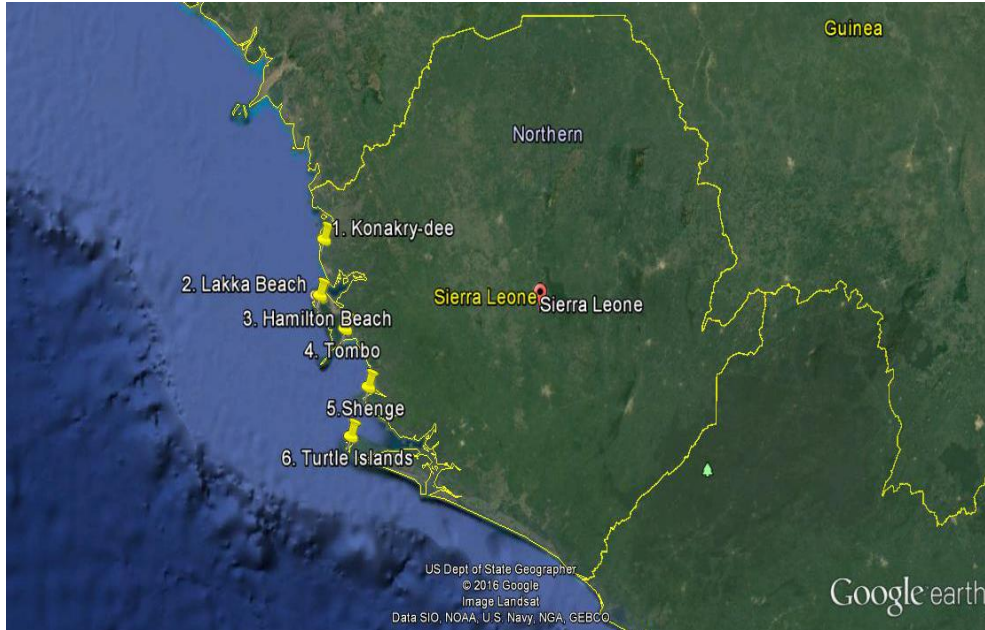 Guinea
Northern
1. Konakry-dee
2. Lakka Beach
Sierra Leone
Sierra Leone
3. Hamilton Beach
4. Tombo
5.Shenge
6. Turtle Islands
US Dept of State Geographer
© 2016 Google
Image Landsat
Data SIO, NOAA, U.S. Navy, NGA, GEBCO
Google earth